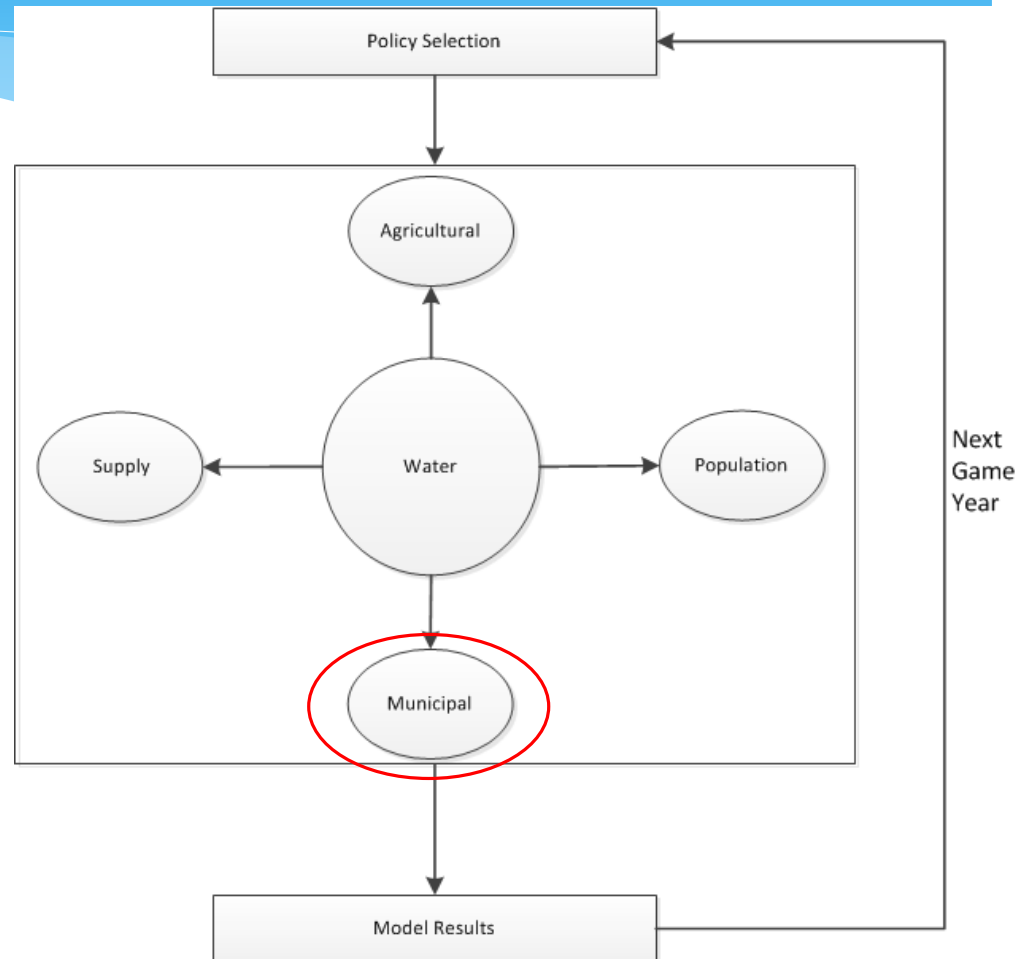 Policy Selection
Agricultural
Supply
Water
Population
Next
Game
Year
Municipal
Model Results